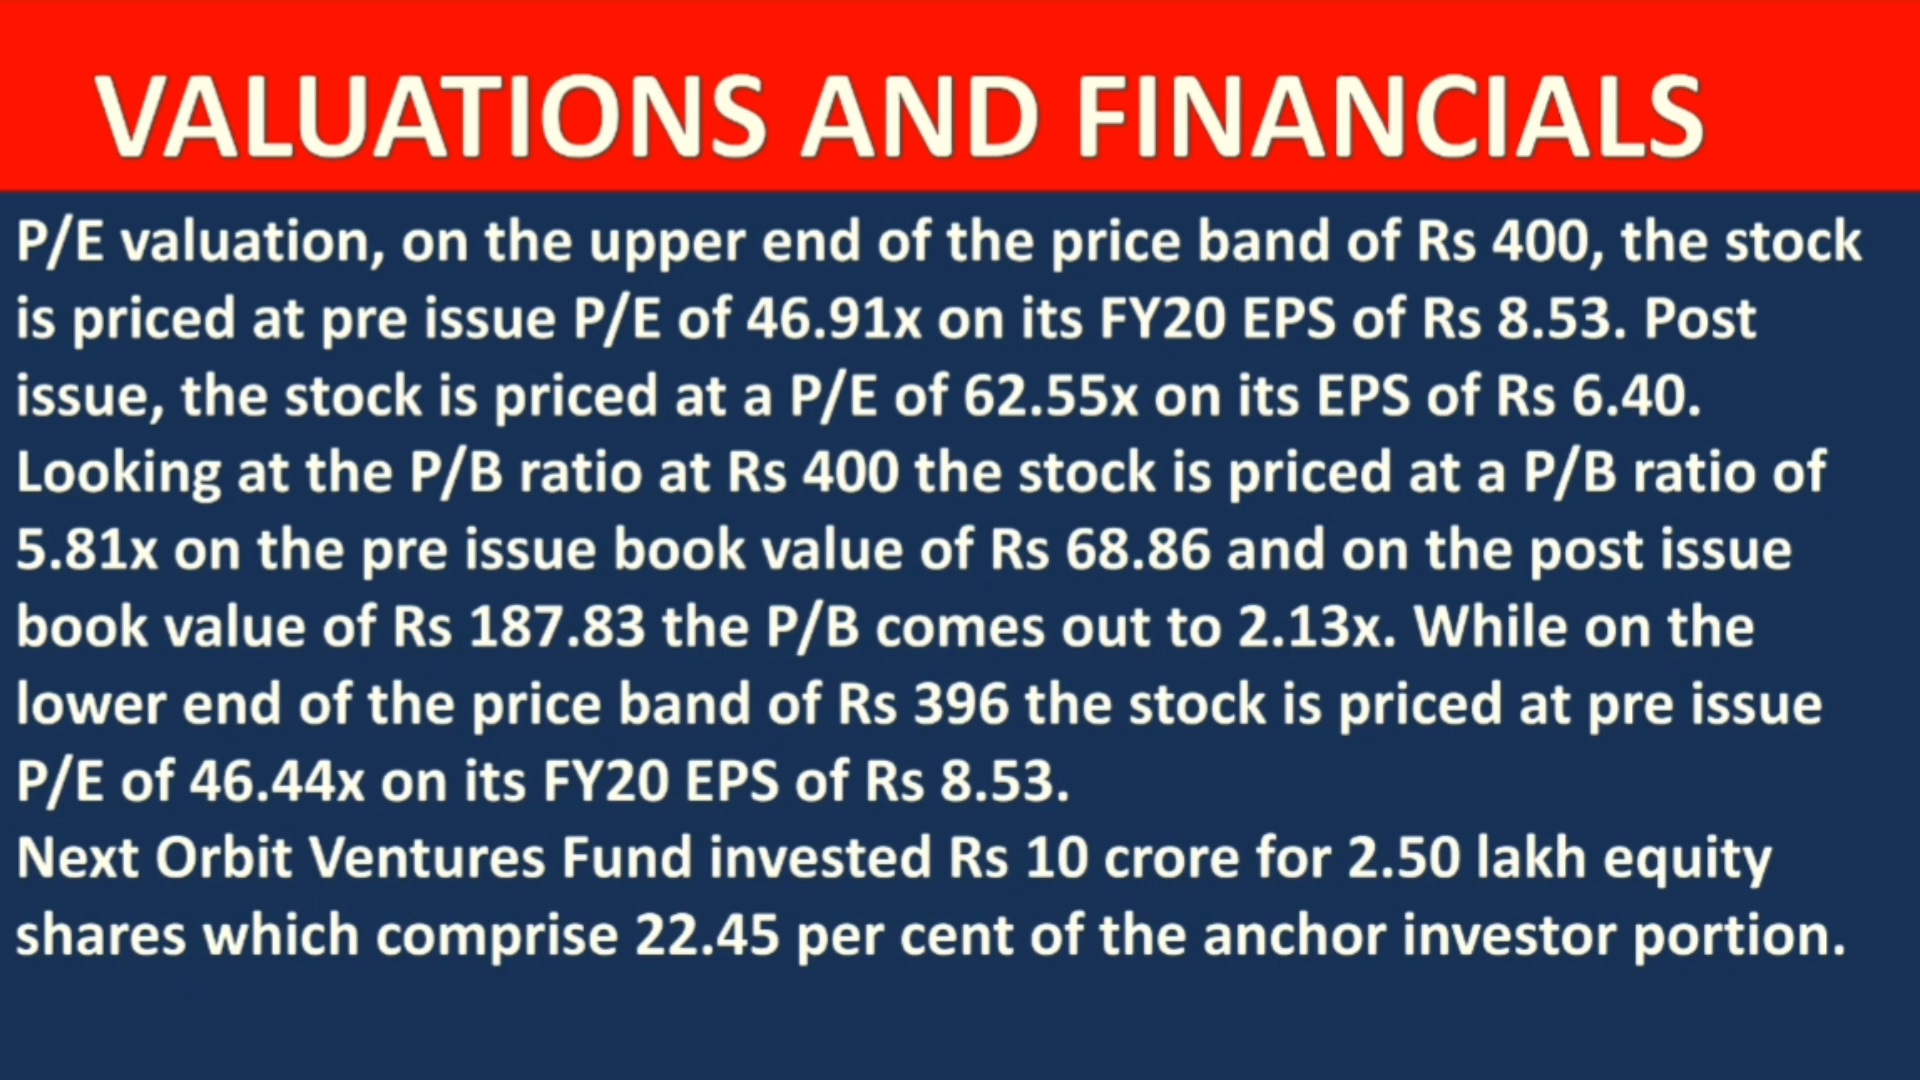 VALUATIONS AND FINANCIALS
P/E valuation, on the upper end of the price band of Rs 400, the stock
is priced at pre issue P/E of 46.91x on its FY20 EPS of Rs 8.53. Post
issue, the stock is priced at a P/E of 62.55x on its EPS of Rs 6.40.
Looking at the P/B ratio at Rs 400 the stock is priced at a P/B ratio of
5.81x on the pre issue book value of Rs 68.86 and on the post issue
book value of Rs 187.83 the P/B comes out to 2.13x. While on the
lower end of the price band of Rs 396 the stock is priced at pre issue
P/E of 46.44x on its FY20 EPS of Rs 8.53.
Next Orbit Ventures Fund invested Rs 10 crore for 2.50 lakh equity
shares which comprise 22.45 per cent of the anchor investor portion.